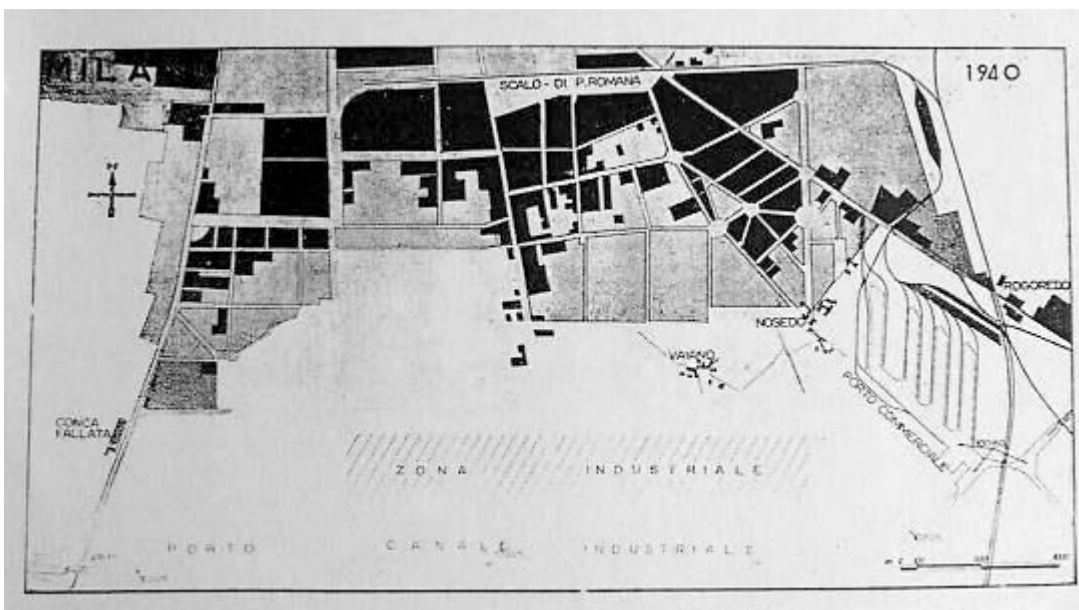 MILA
1940
SCALO - DI P. ROMANA
N
ROGOREDO
NOSEDO
VAIANO
CONCA
FALLATA
PORTO COMMERCIALE
ZONA INDUSTRIALE
PORTO CANALE INDUSTRIALE